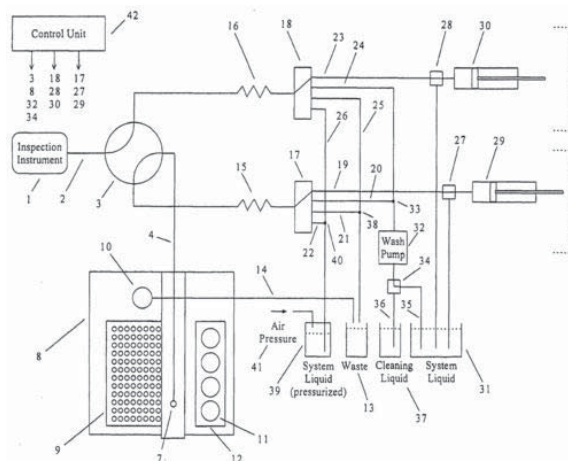 Control Unit
42
3 18 17
8 28 27
32 30 29
34
Inspection
Instrument
1
2
3
16
18
23
24
28
30
25
26
15
17
19
20
27
29
33
38
21
22
40
Wash
Pump
32
34
4
10
14
36
35
Air
Pressure
41
8
39
System
Liquid
(pressurized)
Waste
13
Cleaning
Liquid
37
System
Liquid
31
9
7
11
12